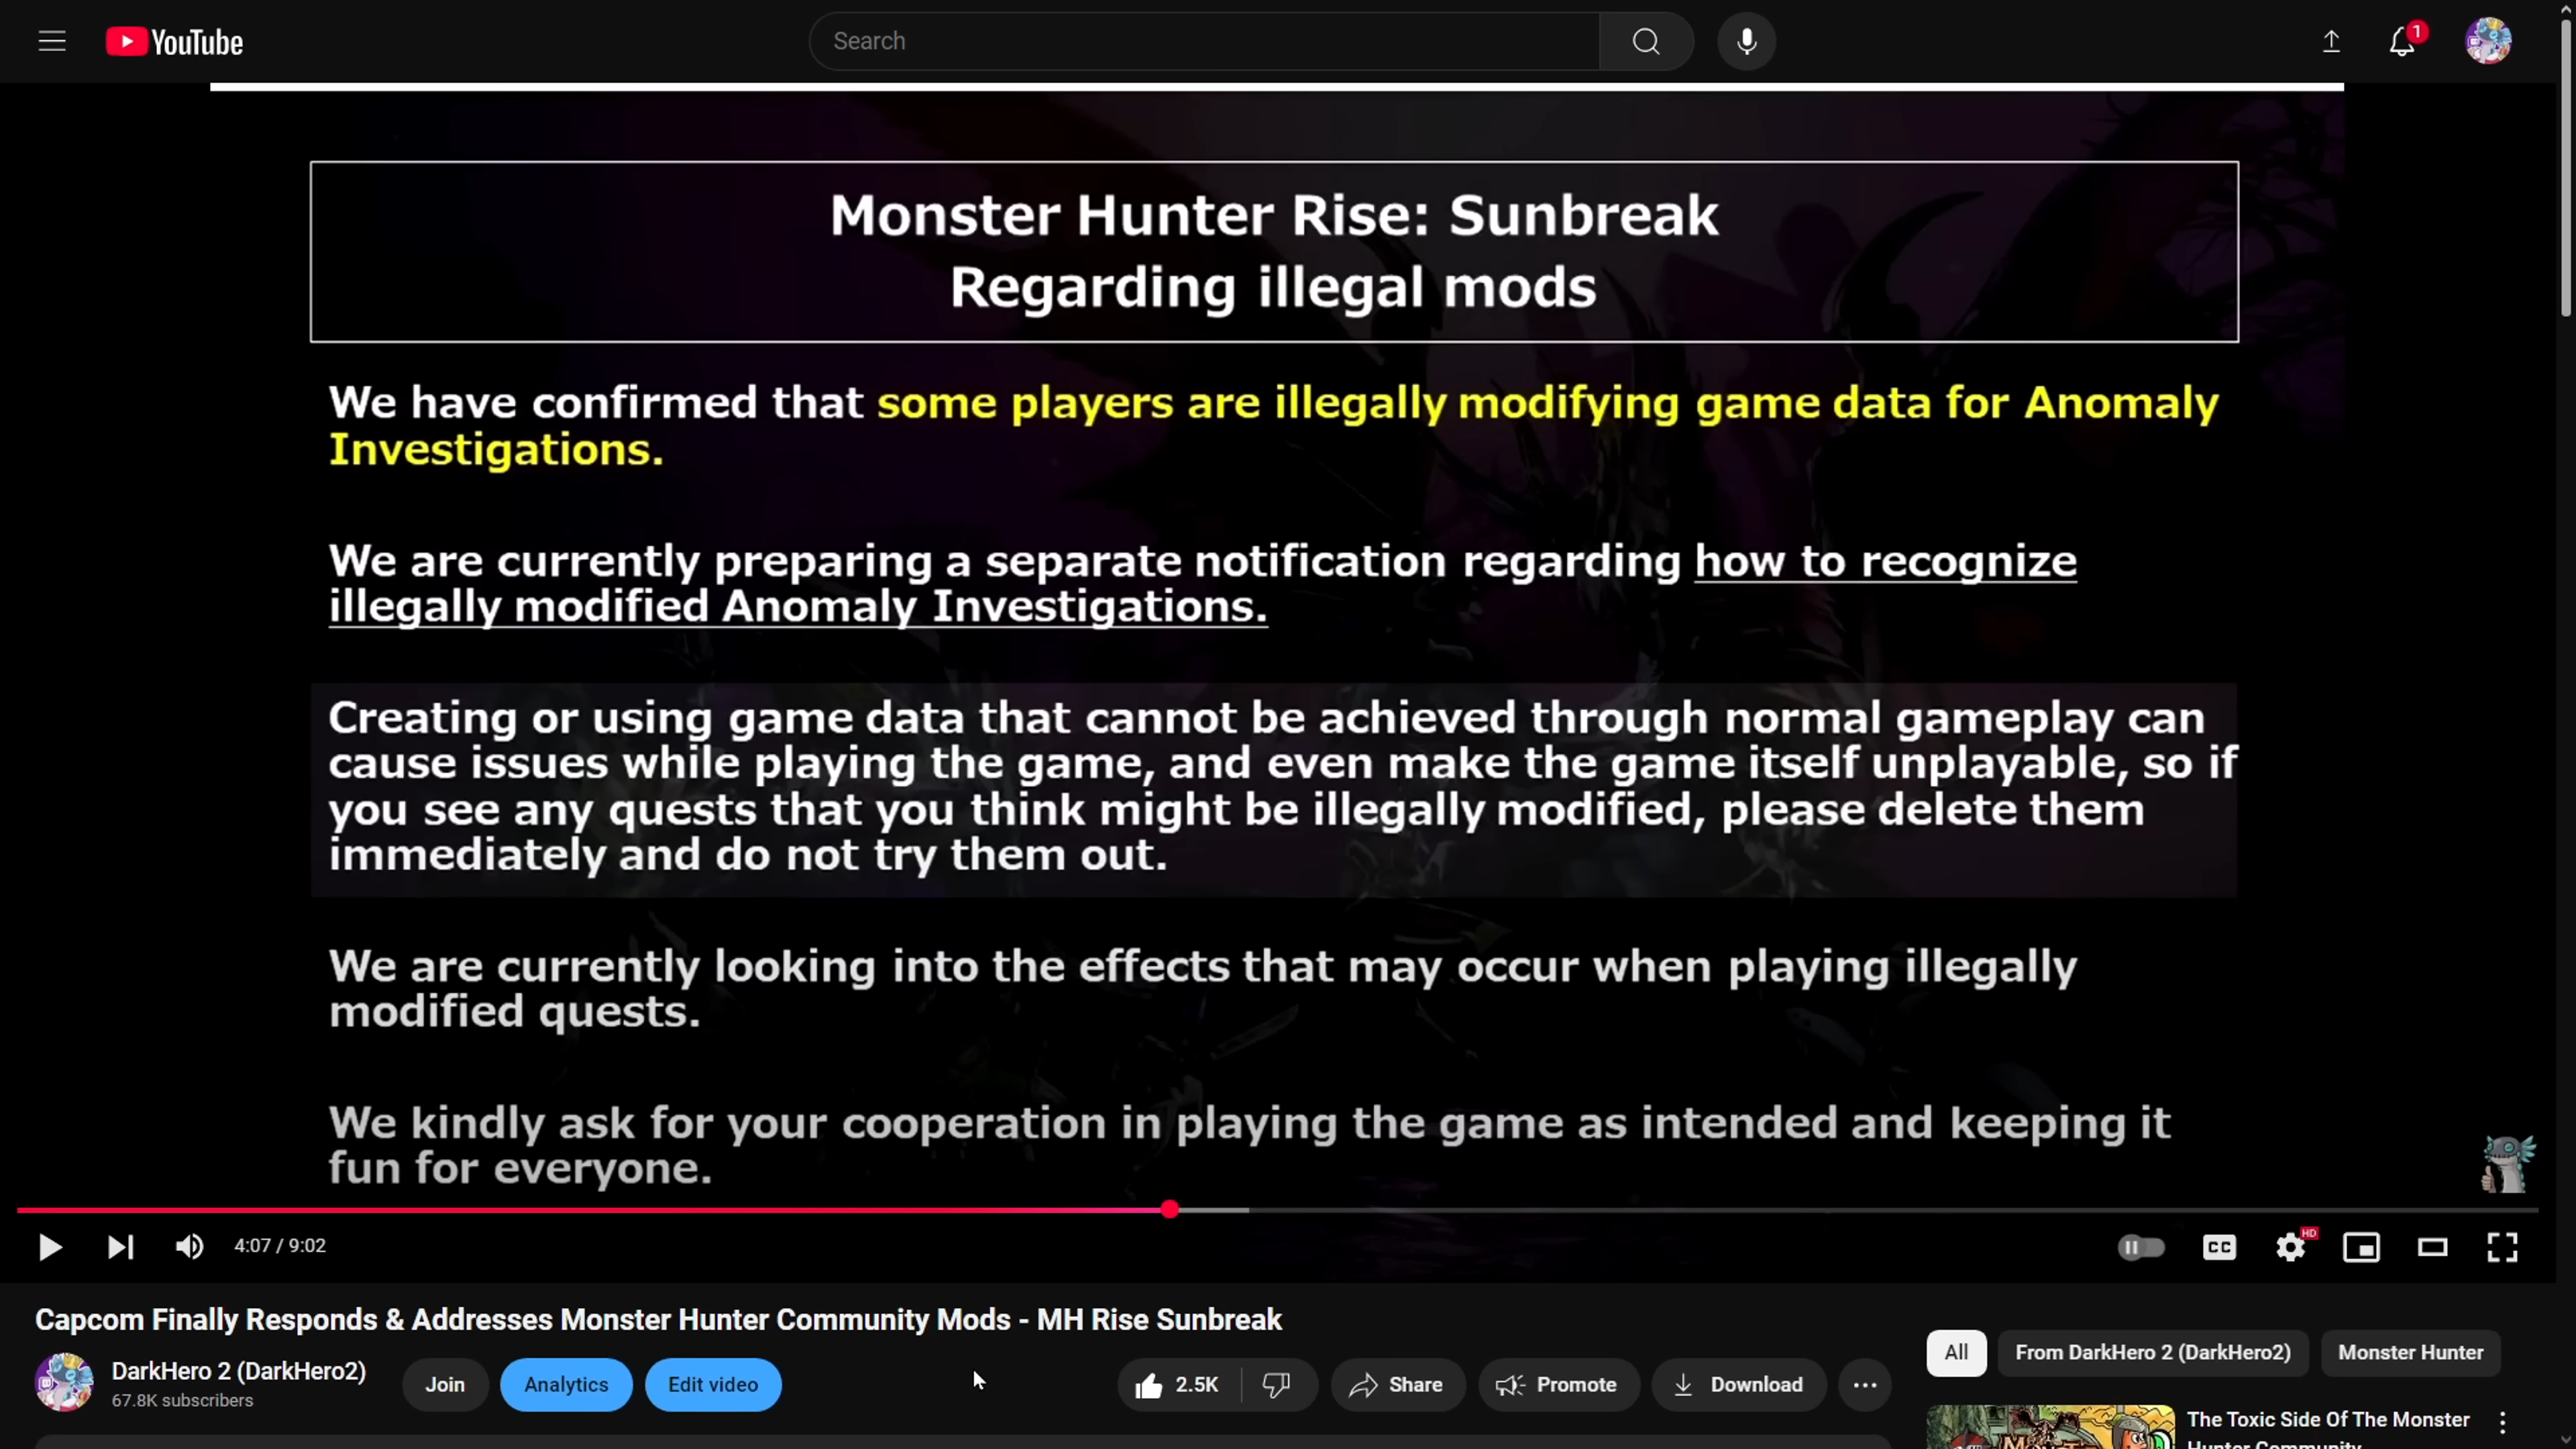 YouTube
Search
1
Monster Hunter Rise: Sunbreak
Regarding illegal mods
We have confirmed that some players are illegally modifying game data for Anomaly
Investigations.
We are currently preparing a separate notification regarding how to recognize
illegally modified Anomaly Investigations.
Creating or using game data that cannot be achieved through normal gameplay can
cause issues while playing the game, and even make the game itself unplayable, so if
you see any quests that you think might be illegally modified, please delete them
immediately and do not try them out.
We are currently looking into the effects that may occur when playing illegally
modified quests.
We kindly ask for your cooperation in playing the game as intended and keeping it
fun for everyone.
4:07 / 9:02
CC
HD
Capcom Finally Responds & Addresses Monster Hunter Community Mods - MH Rise Sunbreak
DarkHero 2 (DarkHero2)
67.8K subscribers
Join
Analytics
Edit video
2.5K
Share
Promote
Download
All
From DarkHero 2 (DarkHero2)
Monster Hunter
The Toxic Side Of The Monster
Hunter Community